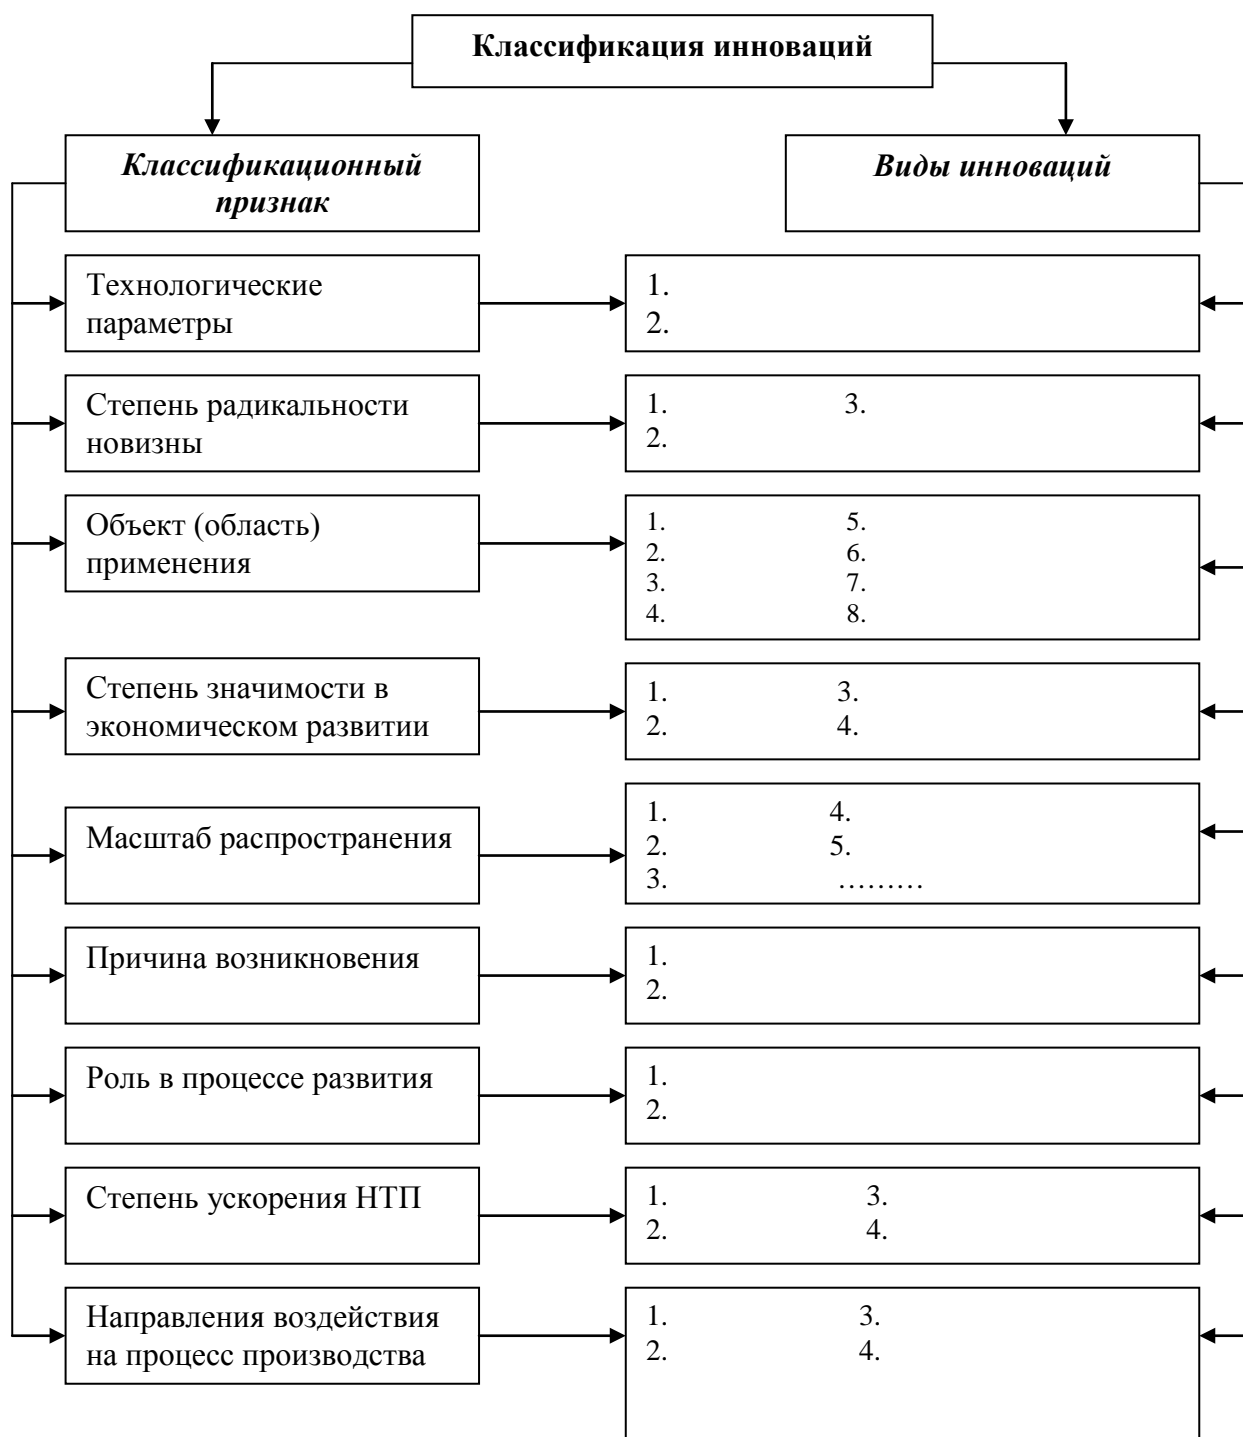 Классификация инноваций
Классификационный
признак
Виды инноваций
Технологические
параметры
1.
2.
Степень радикальности
новизны
1. 3.
2.
Объект (область)
применения
1. 5.
2. 6.
3. 7.
4. 8.
Степень значимости в
экономическом развитии
1. 3.
2. 4.
Масштаб распространения
1. 4.
2. 5.
3. ………
Причина возникновения
1.
2.
Роль в процессе развития
1.
2.
Степень ускорения НТП
1. 3.
2. 4.
Направления воздействия
на процесс производства
1. 3.
2. 4.